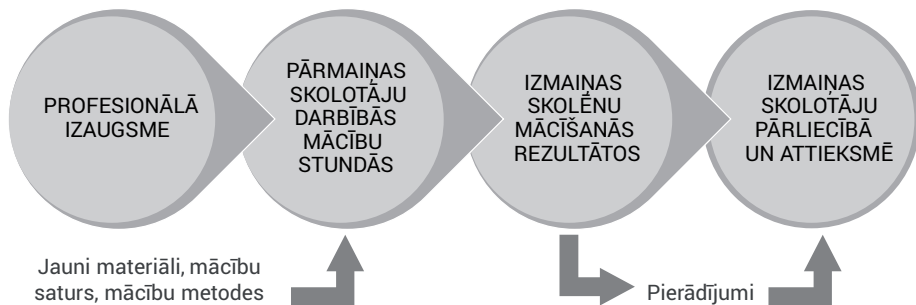 PROFESIONĀLĀ
IZAUGSME
PĀRMAIŅAS
SKOLOTĀJU
DARBĪBĀS
MĀCĪBU
STUNDĀS
IZMAIŅAS
SKOLĒNU
MĀCĪŠANĀS
REZULTĀTOS
IZMAIŅAS
SKOLOTĀJU
PĀRLIECĪBĀ
UN ATTIEKSMĒ
Jauni materiāli, mācību
saturs, mācību metodes
Pierādījumi